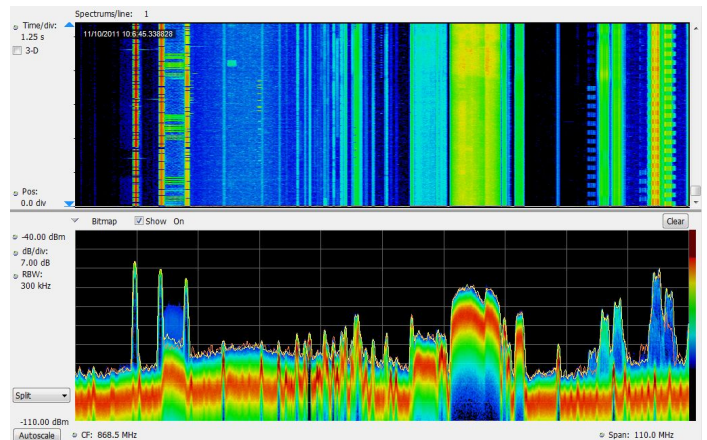 Spectrums/line: 1
Time/div:
1.25 s
3-D
11/10/2011 10:6:45.338828
Pos:
0.0 div
Bitmap Show On Clear
-40.00 dBm
dB/div:
7.00 dB
RBW:
300 kHz
Split
-110.00 dBm
Autoscale CF: 868.5 MHz Span: 110.0 MHz